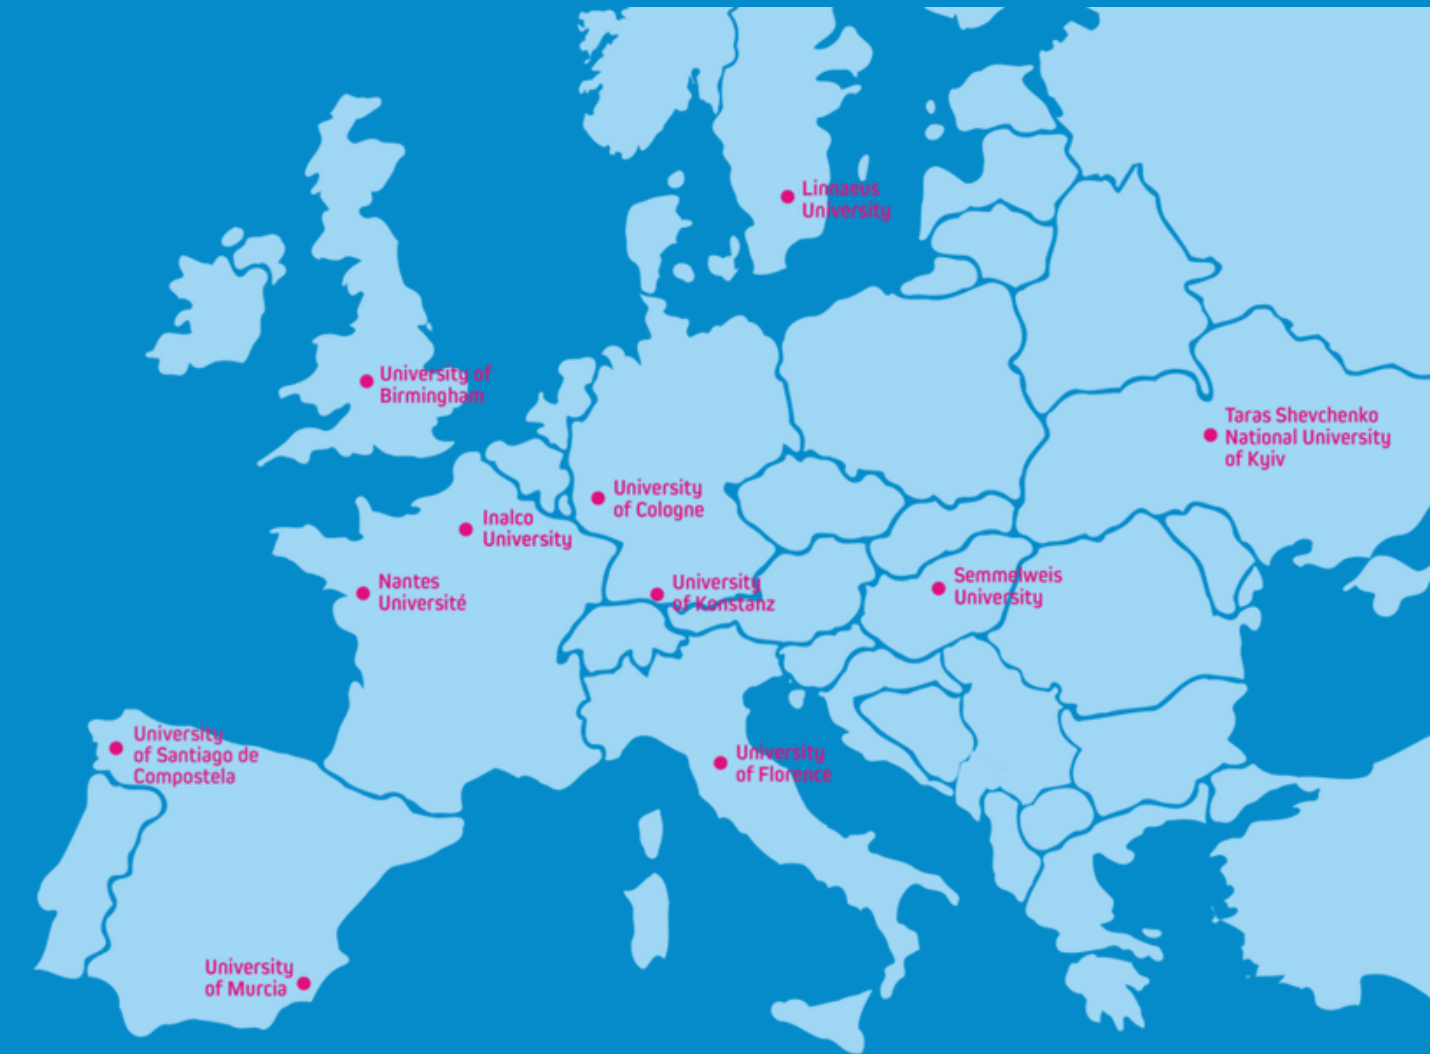 Linnaeus
University
University of
Birmingham
Taras Shevchenko
National University
of Kyiv
University
of Cologne
Inalco
University
Nantes
Université
University
of Konstanz
Semmelweis
University
University
of Santiago de
Compostela
University
of Florence
University
of Murcia